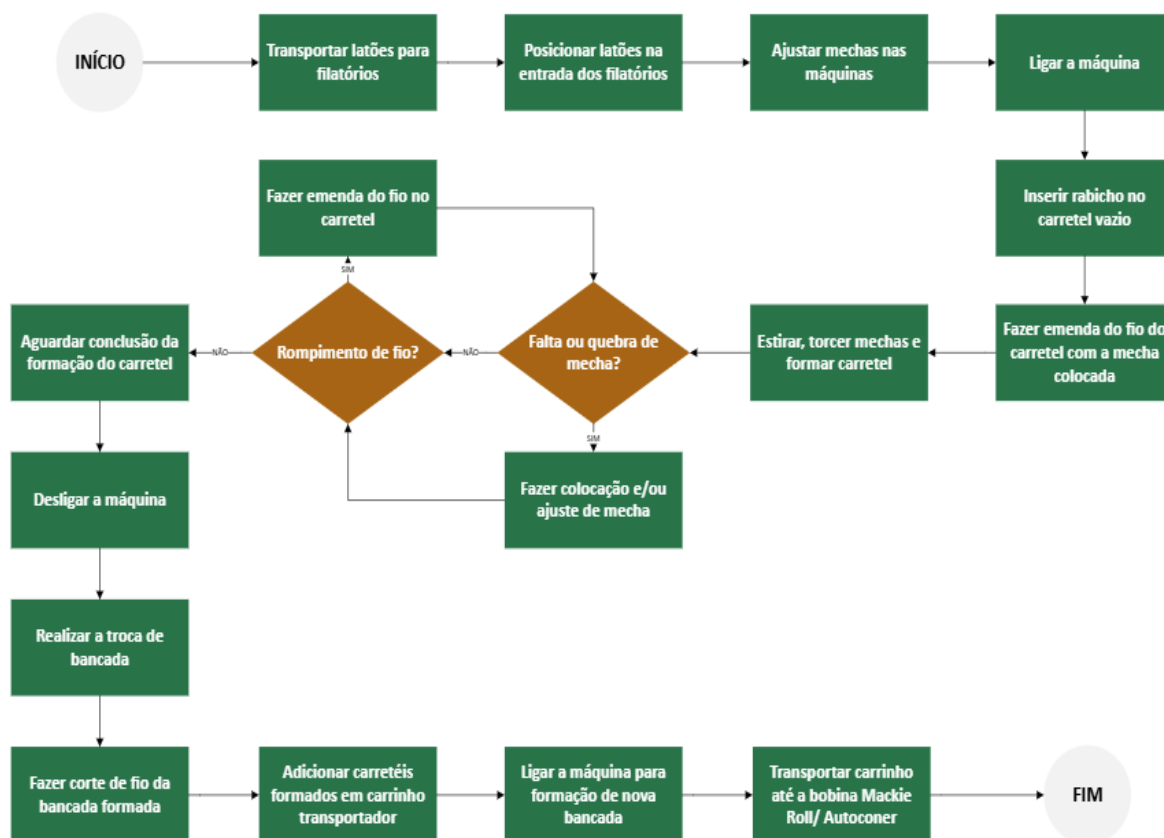 INÍCIO
Transportar latões para
filatórios
Posicionar latões na
entrada dos filatórios
Ajustar mechas nas
máquinas
Ligar a máquina
Inserir rabicho no
carretel vazio
Fazer emenda do fio do
carretel com a mecha
colocada
Estirar, torcer mechas e
formar carretel
Falta ou quebra de
mecha?
SIM
Fazer colocação e/ou
ajuste de mecha
NÃO
Rompimento de fio?
SIM
Fazer emenda do fio no
carretel
NÃO
Aguardar conclusão da
formação do carretel
Desligar a máquina
Realizar a troca de
bancada
Fazer corte de fio da
bancada formada
Adicionar carretéis
formados em carrinho
transportador
Ligar a máquina para
formação de nova
bancada
Transportar carrinho
até a bobina Mackie
Roll/ Autoconer
FIM